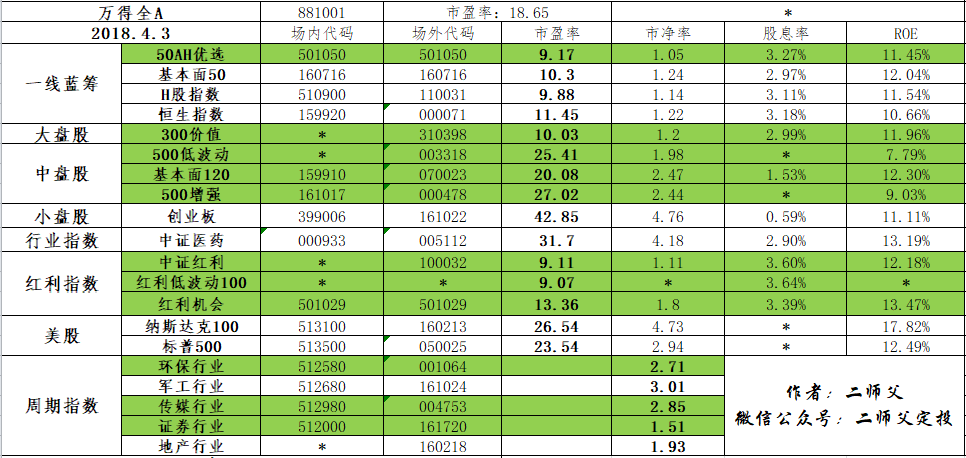 万得全A 881001 市盈率：18.65 *
2018.4.3 场内代码 场外代码 市盈率 市净率 股息率 ROE
一线蓝筹
50AH优选 501050 501050 9.17 1.05 3.27% 11.45%
基本面50 160716 160716 10.3 1.24 2.97% 12.04%
H股指数 510900 110031 9.88 1.14 3.11% 11.54%
恒生指数 159920 000071 11.45 1.22 3.18% 10.66%
大盘股 300价值 * 310398 10.03 1.2 2.99% 11.96%
中盘股
500低波动 * 003318 25.41 1.98 * 7.79%
基本面120 159910 070023 20.08 2.47 1.53% 12.30%
500增强 161017 000478 27.02 2.44 * 9.03%
小盘股 创业板 399006 161022 42.85 4.76 0.59% 11.11%
行业指数 中证医药 000933 005112 31.7 4.18 2.90% 13.19%
红利指数
中证红利 * 100032 9.11 1.11 3.60% 12.18%
红利低波动100 * * 9.07 * 3.64% *
红利机会 501029 501029 13.36 1.8 3.39% 13.47%
美股
纳斯达克100 513100 160213 26.54 4.73 * 17.82%
标普500 513500 050025 23.54 2.94 * 12.49%
周期指数
环保行业 512580 001064 2.71
军工行业 512680 161024 3.01
传媒行业 512980 004753 2.85
证券行业 512000 161720 1.51
地产行业 * 160218 1.93
作者：二师父
微信公众号：二师父定投